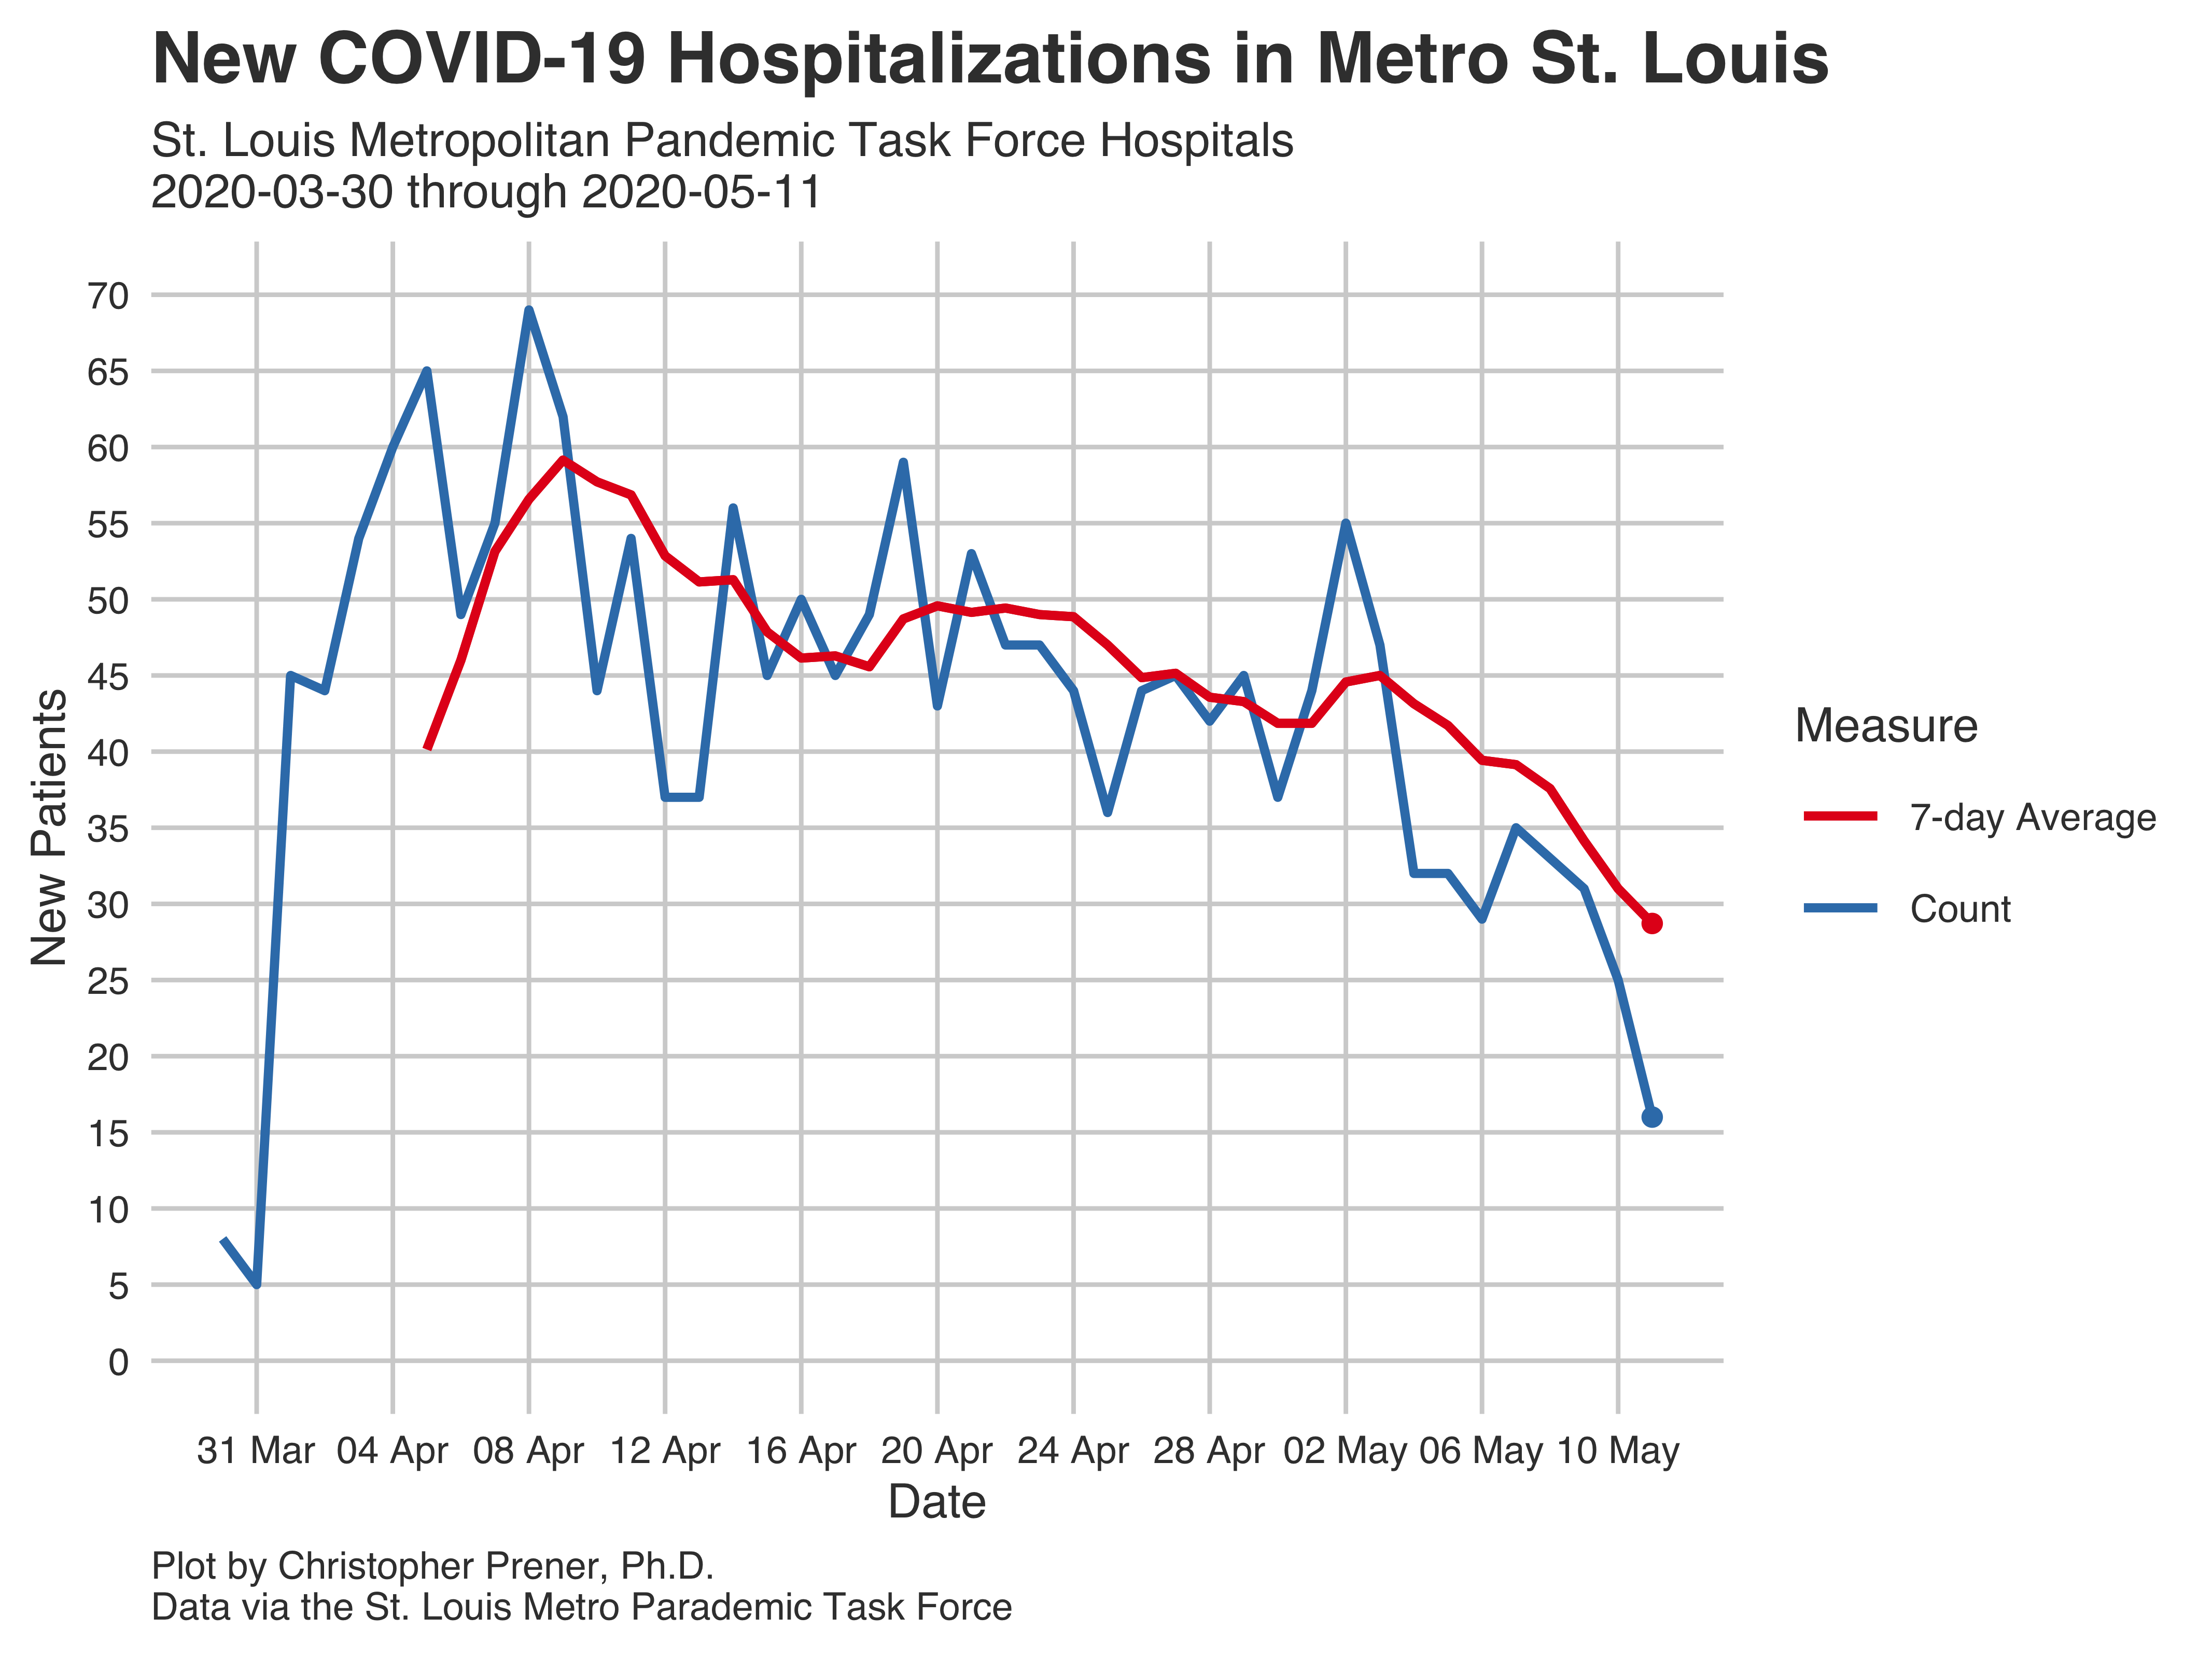 New COVID-19 Hospitalizations in Metro St. Louis
St. Louis Metropolitan Pandemic Task Force Hospitals
2020-03-30 through 2020-05-11
70
65
60
55
50
45
40
35
30
25
20
15
10
5
0
New Patients
31 Mar 04 Apr 08 Apr 12 Apr 16 Apr 20 Apr 24 Apr 28 Apr 02 May 06 May 10 May
Date
Measure
7-day Average
Count
Plot by Christopher Prener, Ph.D.
Data via the St. Louis Metro Parademic Task Force